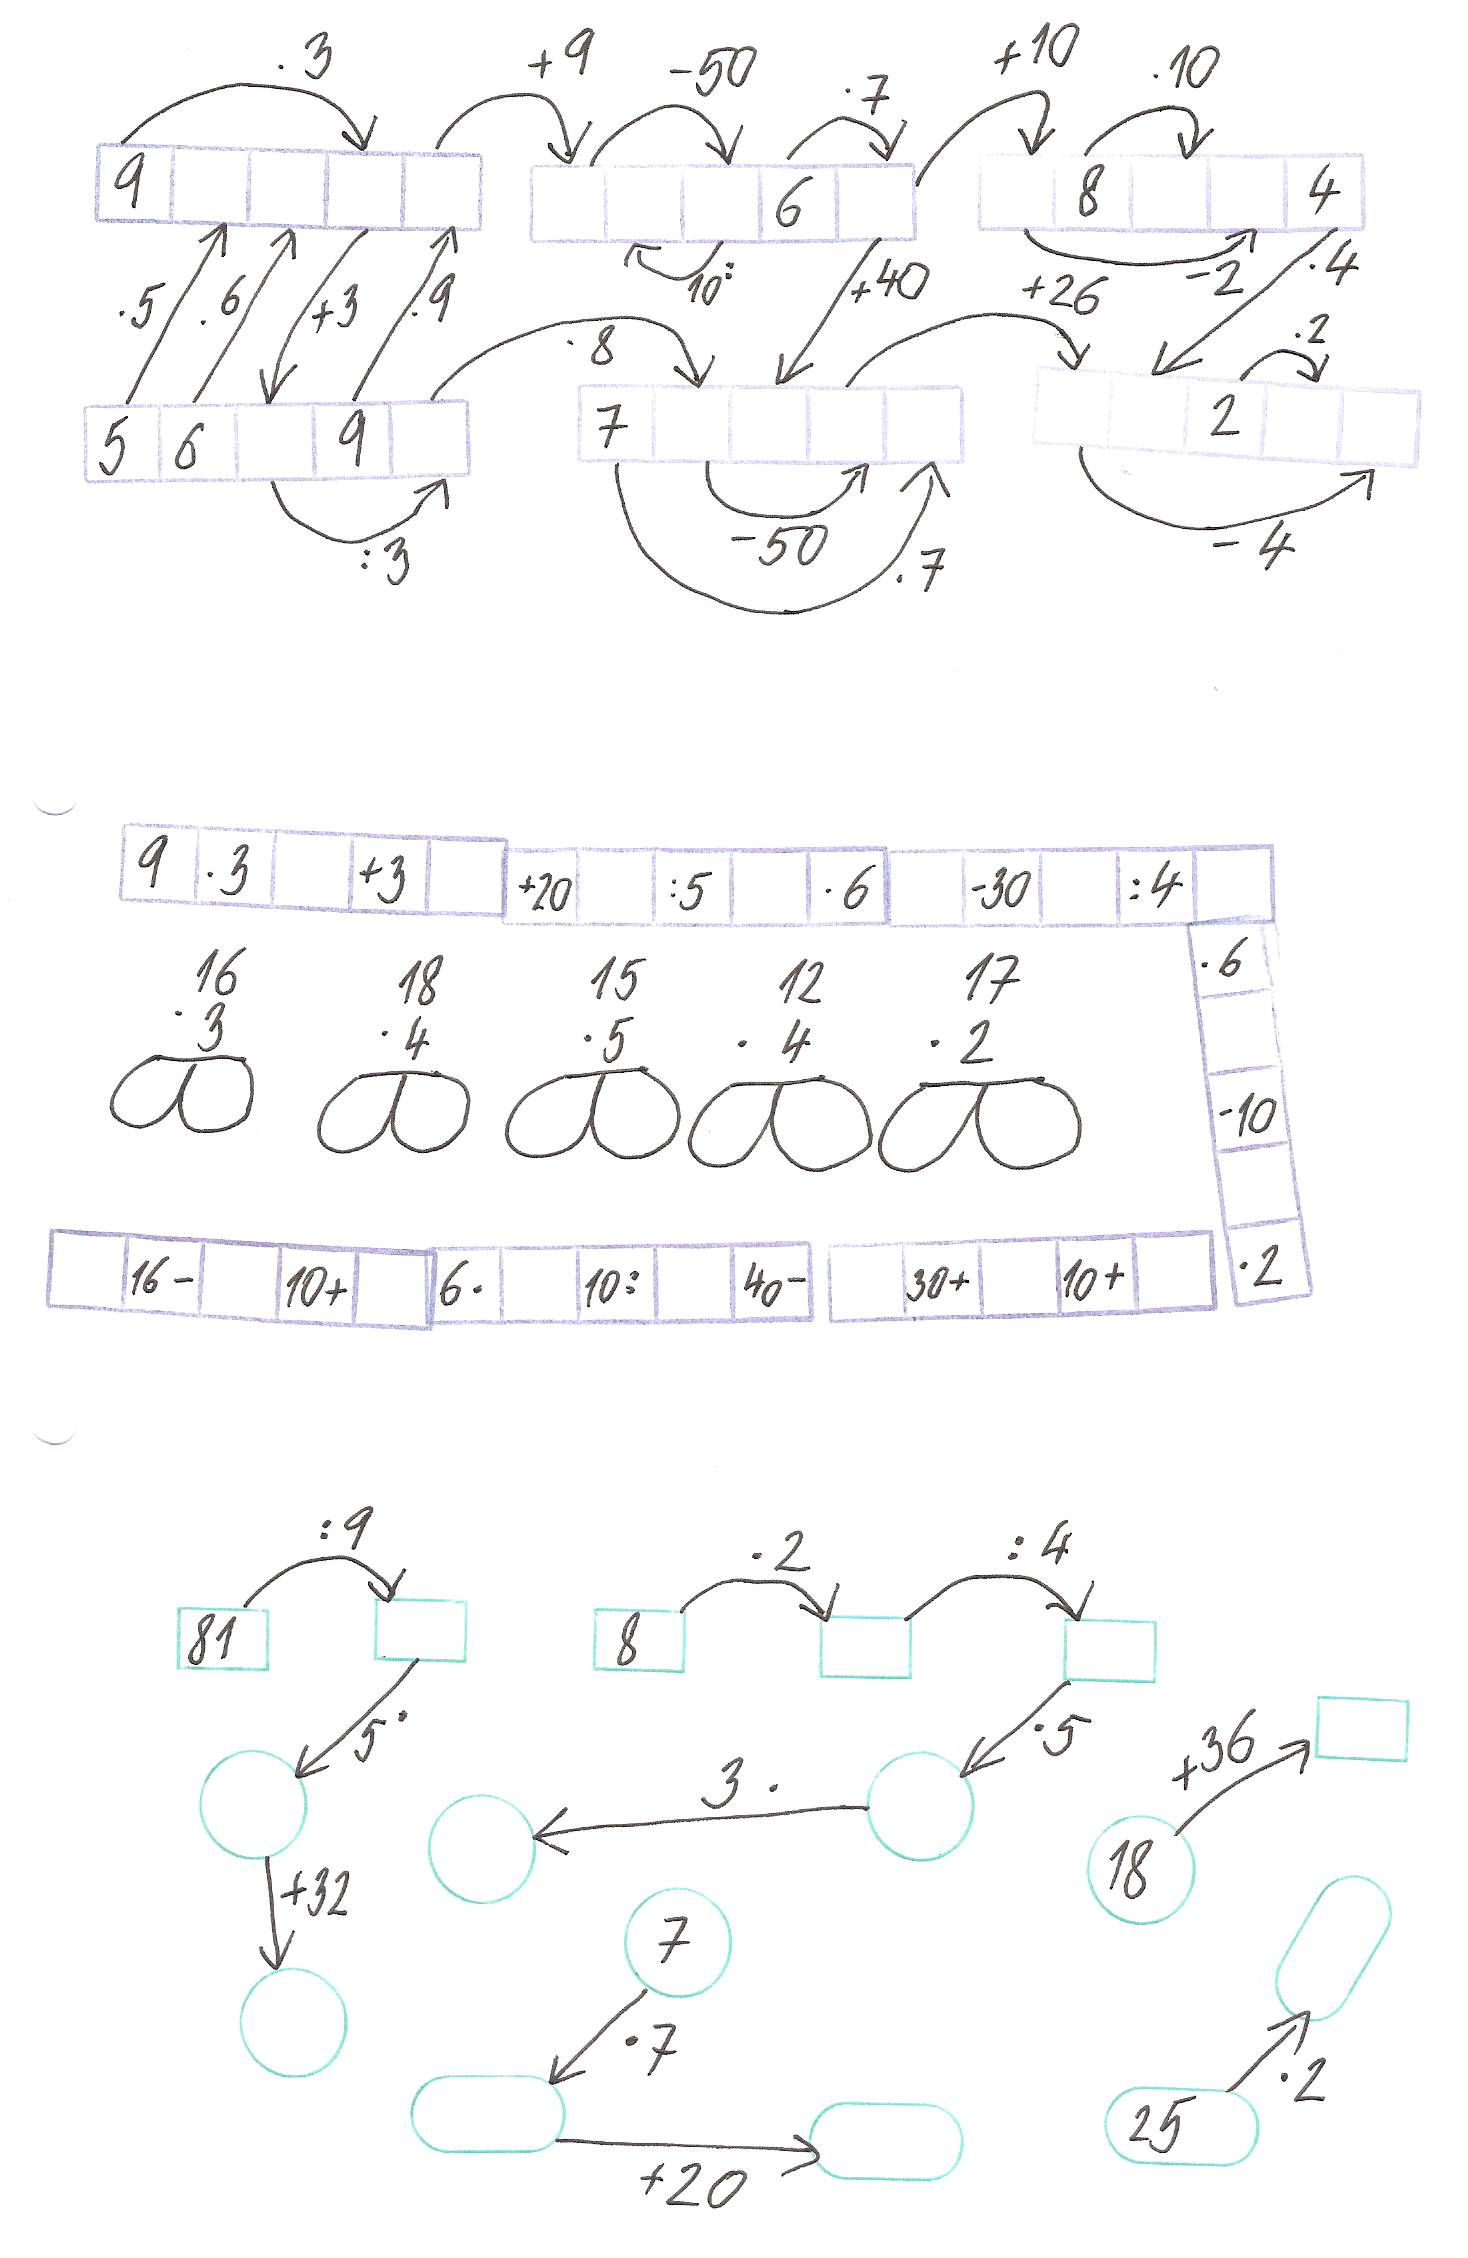 · 3 +9 -50 · 7 +10 · 10
9 6 8 4
· 5 · 6 +3 · 9 10: +40 +26 -2 · 4
· 8 · 2
5 6 9 7 2
: 3 -50 · 7 - 4
9 · 3 +3 +20 : 5 · 6 -30 : 4
16 18 15 12 17 · 6
· 3 · 4 · 5 · 4 · 2
-10
16 - 10+ 6 · 10: 40- 30+ 10+ · 2
: 9 · 2 : 4
81 8
5 · 3 · · 5 +36
+32 18
7
· 7 · 2
25
+20